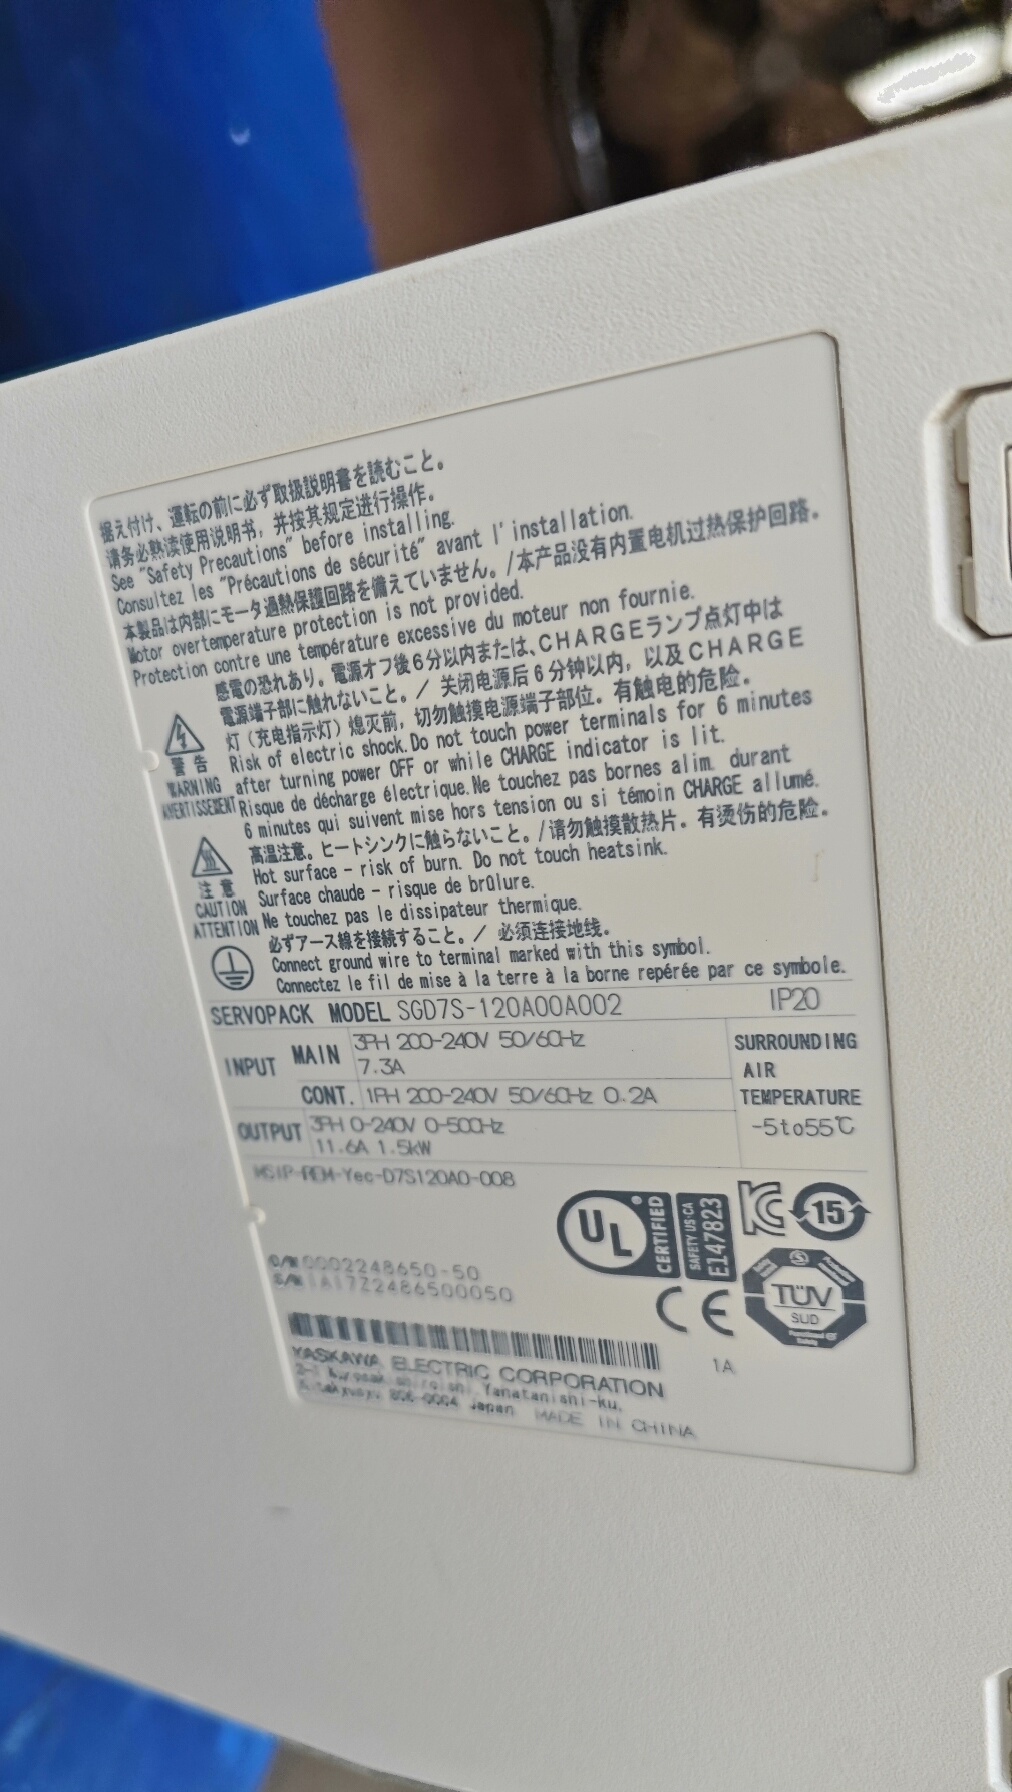 据え付け、運転の前に必ず取扱説明書を読むこと。
请务必熟读使用说明书，并按其规定进行操作。
See "Safety Precautions" before installing.
Consultez les "Précautions de sécurité" avant l'installation.
本製品は内部にモータ過熱保護回路を備えていません。/本产品没有内置电机过热保护回路。
Motor overtemperature protection is not provided.
Protection contre une température excessive du moteur non fournie.
感電の恐れあり。電源オフ後6分以内または、CHARGEランプ点灯中は
電源端子部に触れないこと。/ 关闭电源后6分钟以内，以及CHARGE
灯（充电指示灯）熄灭前，切勿触摸电源端子部位。有触电的危险。
警告
Risk of electric shock. Do not touch power terminals for 6 minutes
WARNING after turning power OFF or while CHARGE indicator is lit.
AVERTISSEMENT Risque de décharge électrique. Ne touchez pas bornes alim. durant
6 minutes qui suivent mise hors tension ou si témoin CHARGE allumé.
高温注意。ヒートシンクに触らないこと。/请勿触摸散热片。有烫伤的危险。
Hot surface - risk of burn. Do not touch heatsink.
注意
CAUTION Surface chaude - risque de brûlure.
ATTENTION Ne touchez pas le dissipateur thermique.
必ずアース線を接続すること。/ 必须连接地线。
Connect ground wire to terminal marked with this symbol.
Connectez le fil de mise à la terre à la borne repérée par ce symbole.
SERVOPACK MODEL SGD7S-120A00A002 IP20
INPUT MAIN 3PH 200-240V 50/60Hz
7.3A
CONT. 1PH 200-240V 50/60Hz 0.2A
OUTPUT 3PH 0-240V 0-500Hz
11.6A 1.5kW
SURROUNDING
AIR
TEMPERATURE
-5to55℃
MSIP-REM-Yec-D7S120A0-008
UL
CERTIFIED
SAFETY US·CA
E147823
15
TÜV
SUD
O/N 0002248650-50
S/N 1A17Z2486500050
CE
1A
YASKAWA ELECTRIC CORPORATION
2-1 Kurosakishiroishi, Yahatanishi-ku,
Kitakyusyu 806-0004 Japan MADE IN CHINA